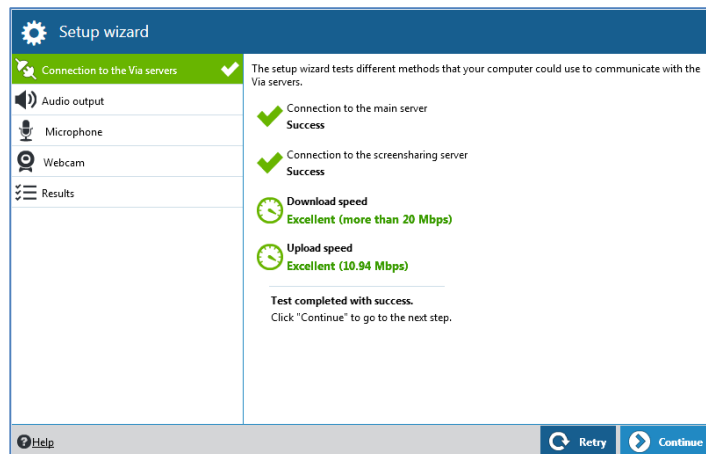 Setup wizard
Connection to the Via servers
Audio output
Microphone
Webcam
Results
The setup wizard tests different methods that your computer could use to communicate with the
Via servers.
Connection to the main server
Success
Connection to the screensharing server
Success
Download speed
Excellent (more than 20 Mbps)
Upload speed
Excellent (10.94 Mbps)
Test completed with success.
Click "Continue" to go to the next step.
Help
Retry
Continue